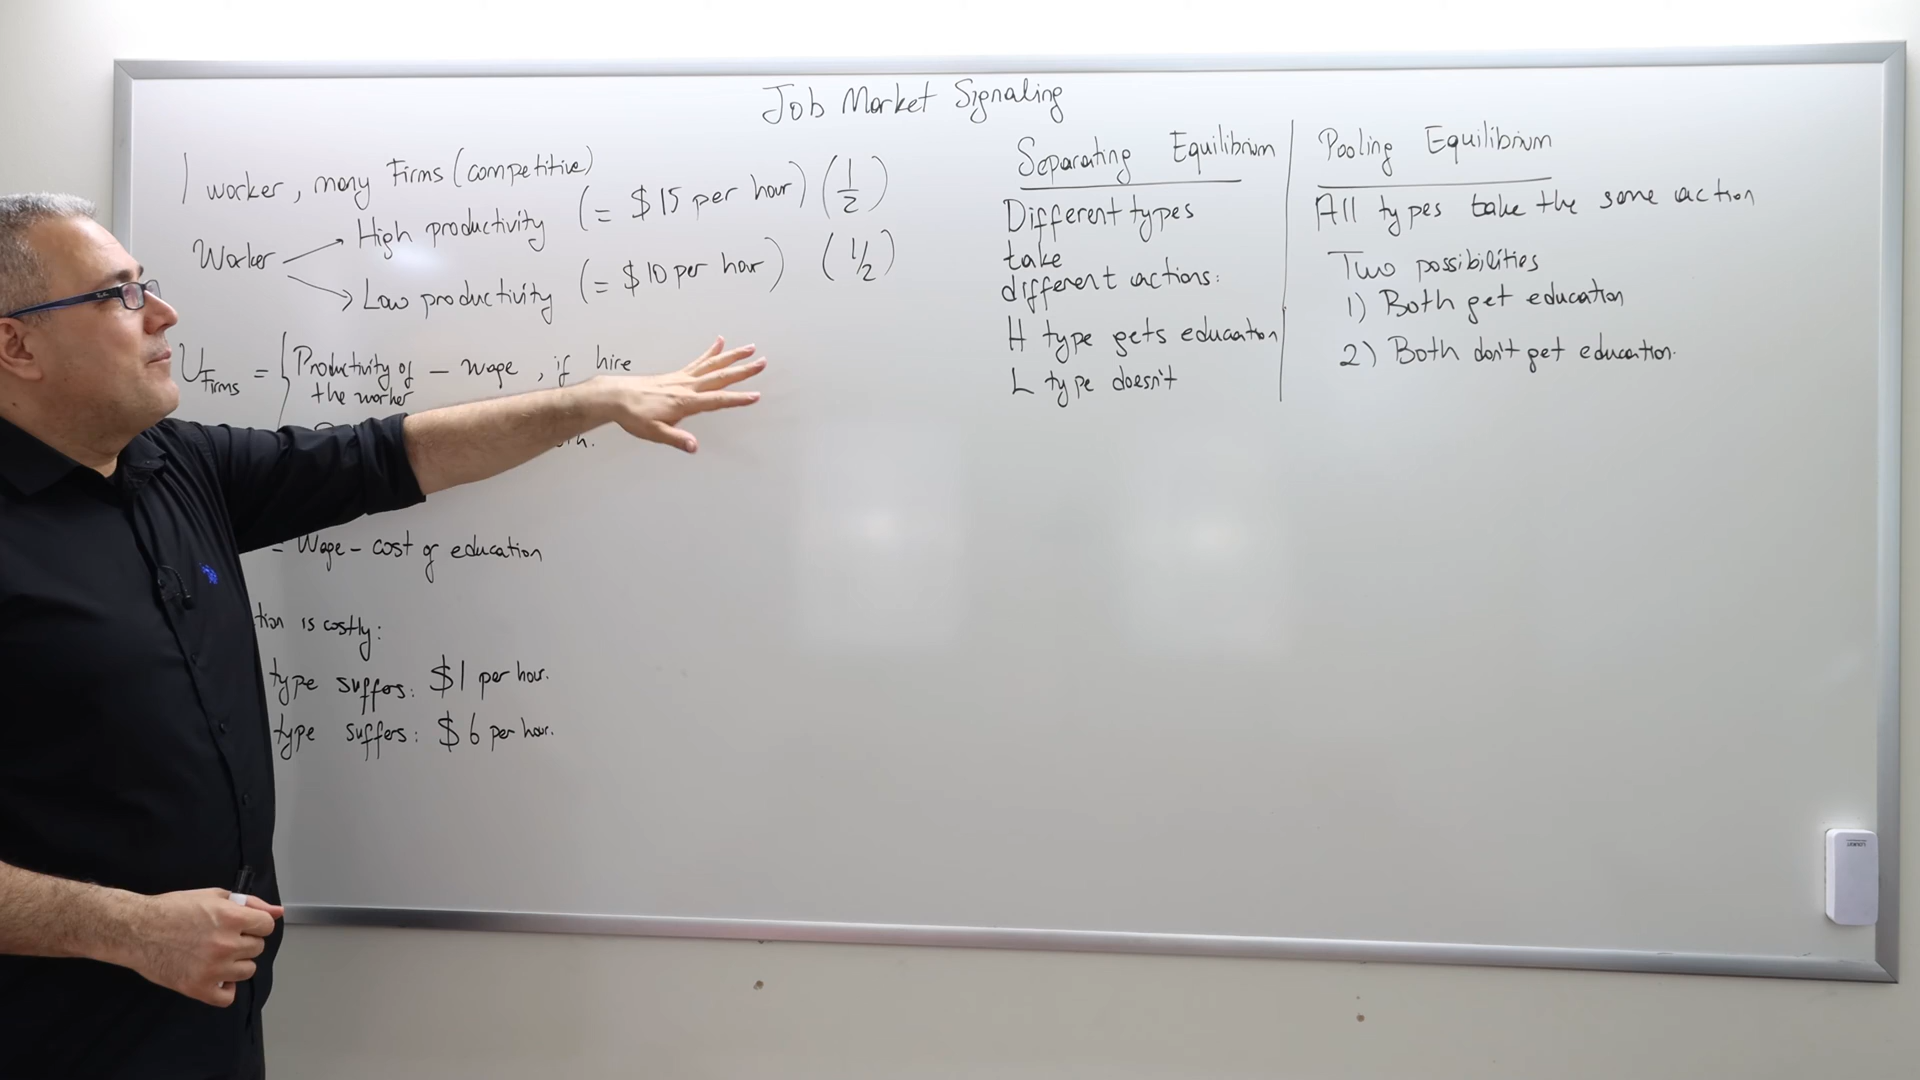 Job Market Signaling
1 worker, many Firms (competitive)
Worker
High productivity (= $15 per hour) (1/2)
Low productivity (= $10 per hour) (1/2)
U Firms = { Productivity of the worker - wage, if hire
= Wage - cost of education
tion is costly:
type suffers: $1 per hour.
type suffers: $6 per hour.
Separating Equilibrium
Different types
take
different actions:
H type gets education
L type doesn't
Pooling Equilibrium
All types take the same action
Two possibilities
1) Both get education
2) Both don't get education.